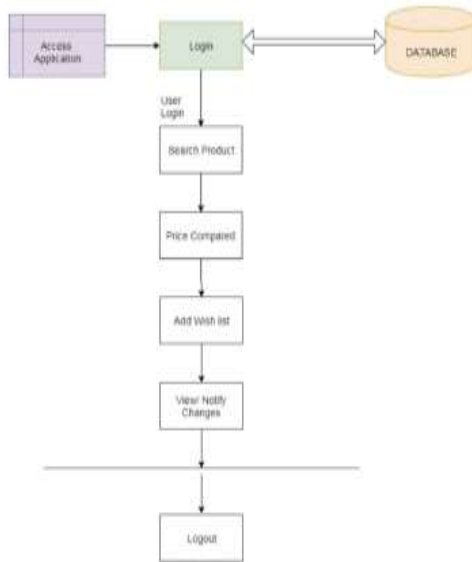 Access
Application
Login
DATABASE
User
Login
Search Product
Price Compared
Add Wish list
View/ Notify
Changes
Logout